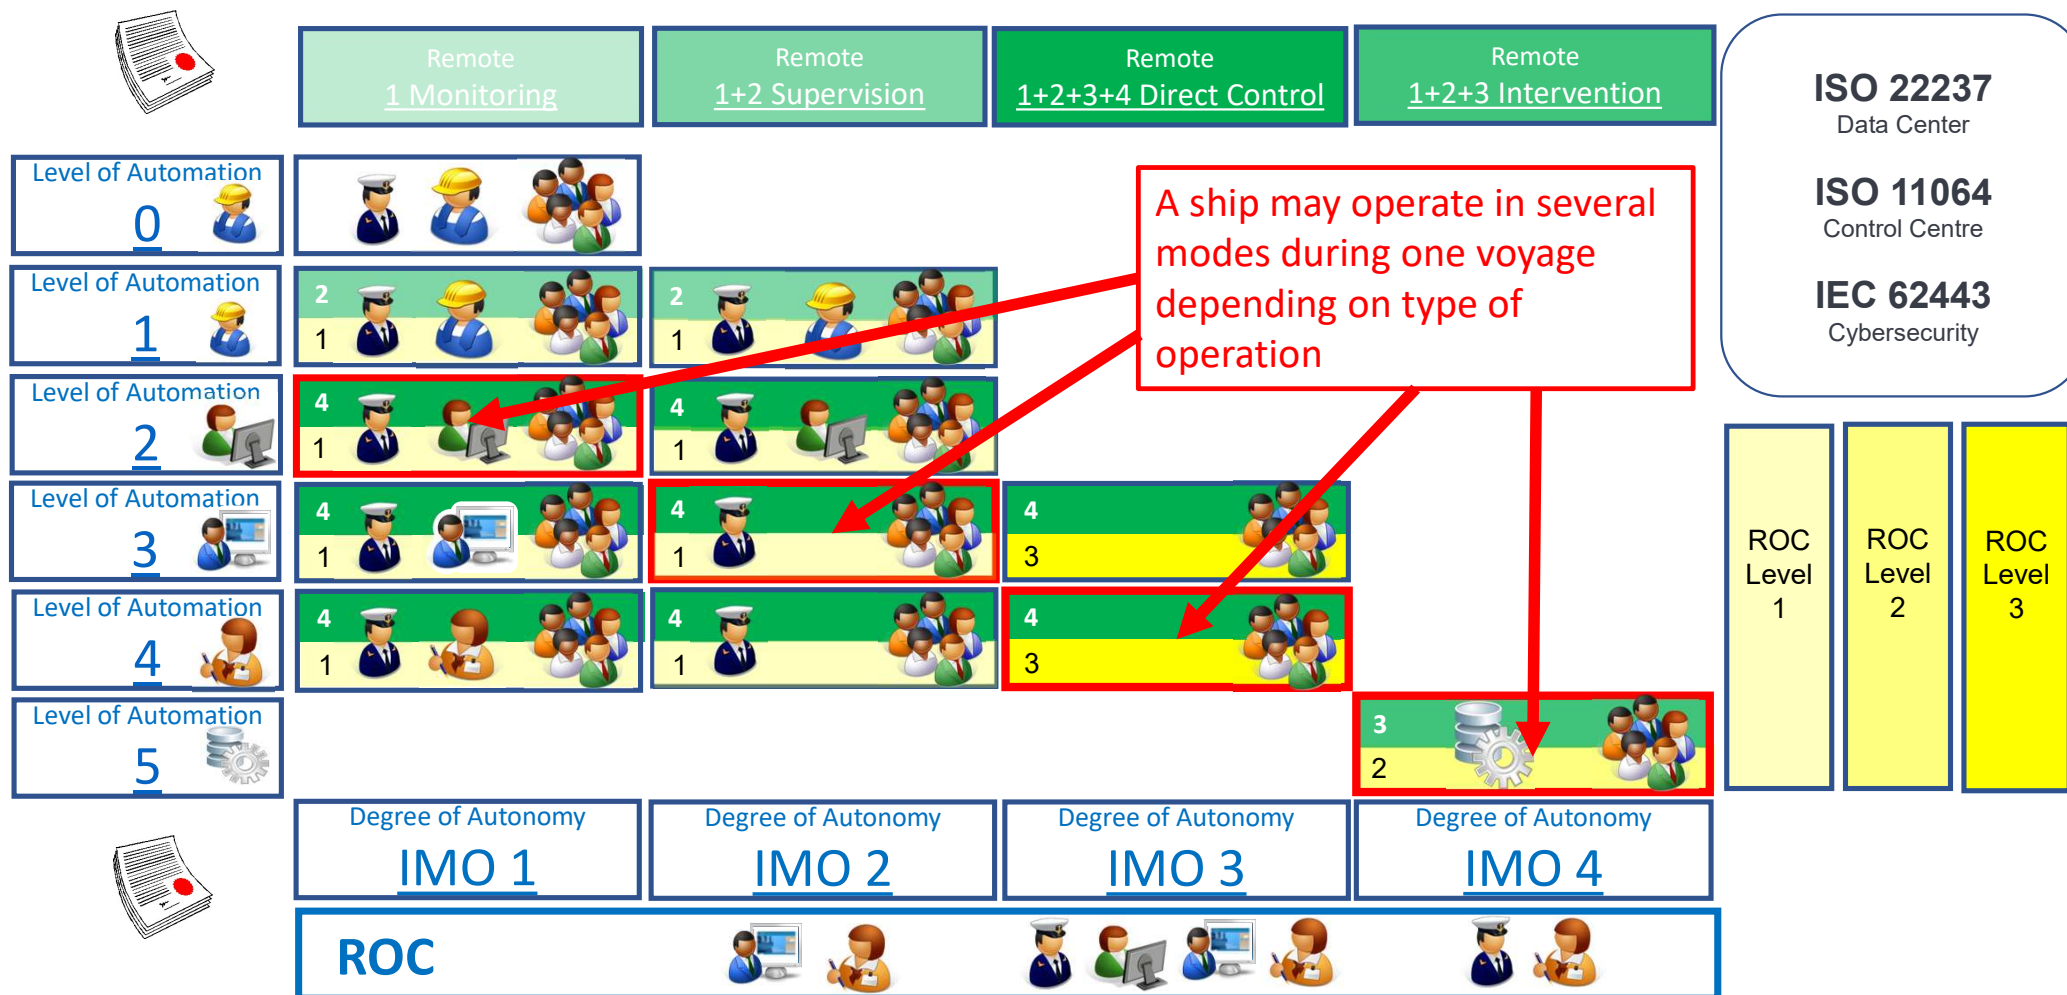 Remote
1 Monitoring
Remote
1+2 Supervision
Remote
1+2+3+4 Direct Control
Remote
1+2+3 Intervention
ISO 22237
Data Center
ISO 11064
Control Centre
IEC 62443
Cybersecurity
Level of Automation
0
A ship may operate in several
modes during one voyage
depending on type of
operation
Level of Automation
1
2
1
2
1
Level of Automation
2
4
1
4
1
Level of Automation
3
4
1
4
1
4
3
Level of Automation
4
4
1
4
1
4
3
Level of Automation
5
3
2
ROC
Level
1
ROC
Level
2
ROC
Level
3
Degree of Autonomy
IMO 1
Degree of Autonomy
IMO 2
Degree of Autonomy
IMO 3
Degree of Autonomy
IMO 4
ROC